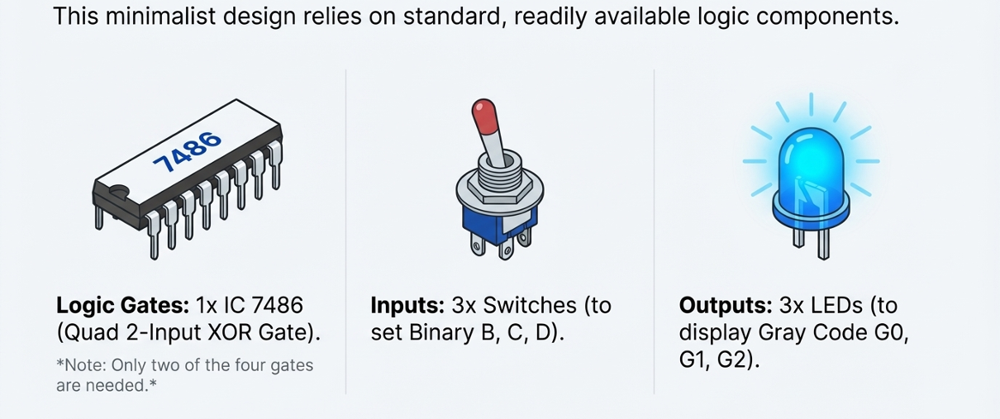 This minimalist design relies on standard, readily available logic components.
7486
Logic Gates: 1x IC 7486
(Quad 2-Input XOR Gate).
*Note: Only two of the four gates
are needed.*
Inputs: 3x Switches (to
set Binary B, C, D).
Outputs: 3x LEDs (to
display Gray Code G0,
G1, G2).